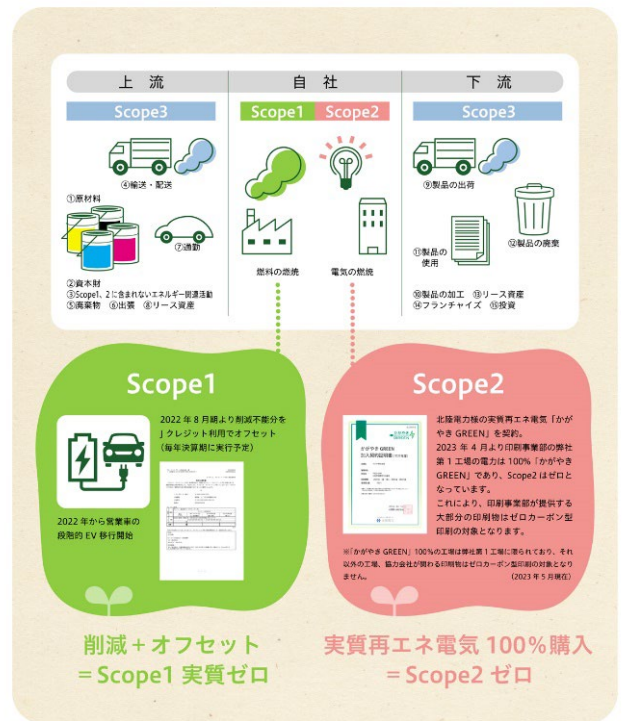 上流
自社
下流
Scope3
Scope1
Scope2
Scope3
④輸送・配送
①原材料
⑦通勤
②資本財
③Scope1、2に含まれないエネルギー関連活動
⑤廃棄物 ⑥出張 ⑧リース資産
燃料の燃焼
電気の燃焼
⑨製品の出荷
⑫製品の廃棄
⑪製品の
使用
⑩製品の加工 ⑬リース資産
⑭フランチャイズ ⑮投資
Scope1
2022年8月期より削減不能分を
Jクレジット利用でオフセット
(毎年決算期に実行予定)
2022年から営業車の
段階的EV移行開始
Scope2
北陸電力様の実質再エネ電気「かが
やきGREEN」を契約。
2023年4月より印刷事業部の弊社
第1工場の電力は100%「かがやき
GREEN」であり、Scope2はゼロと
なっています。
これにより、印刷事業部が提供する
大部分の印刷物はゼロカーボン型
印刷の対象となります。
※「かがやきGREEN」100%の工場は弊社第1工場に限られており、それ
以外の工場、協力会社が関わる印刷物はゼロカーボン型印刷の対象となり
ません。 (2023年5月現在)
かがやきGREEN
削減+オフセット
=Scope1 実質ゼロ
実質再エネ電気100%購入
=Scope2 ゼロ